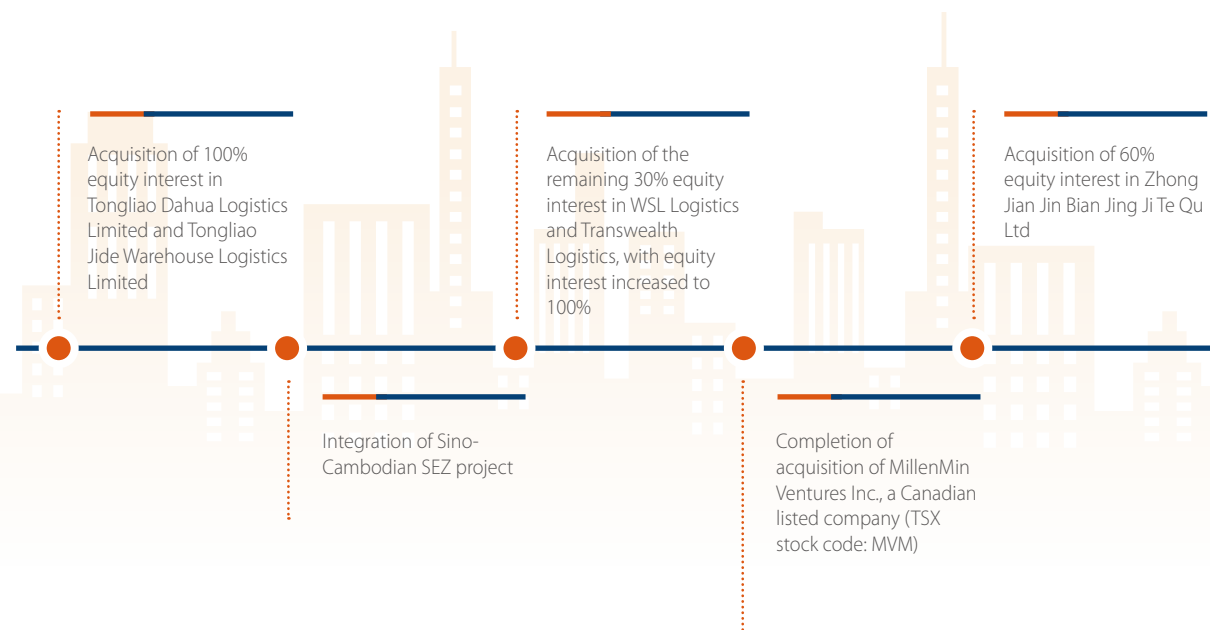 Acquisition of 100%
equity interest in
Tongliao Dahua Logistics
Limited and Tongliao
Jide Warehouse Logistics
Limited
Integration of Sino-
Cambodian SEZ project
Acquisition of the
remaining 30% equity
interest in WSL Logistics
and Transwealth
Logistics, with equity
interest increased to
100%
Completion of
acquisition of MillenMin
Ventures Inc., a Canadian
listed company (TSX
stock code: MVM)
Acquisition of 60%
equity interest in Zhong
Jian Jin Bian Jing Ji Te Qu
Ltd